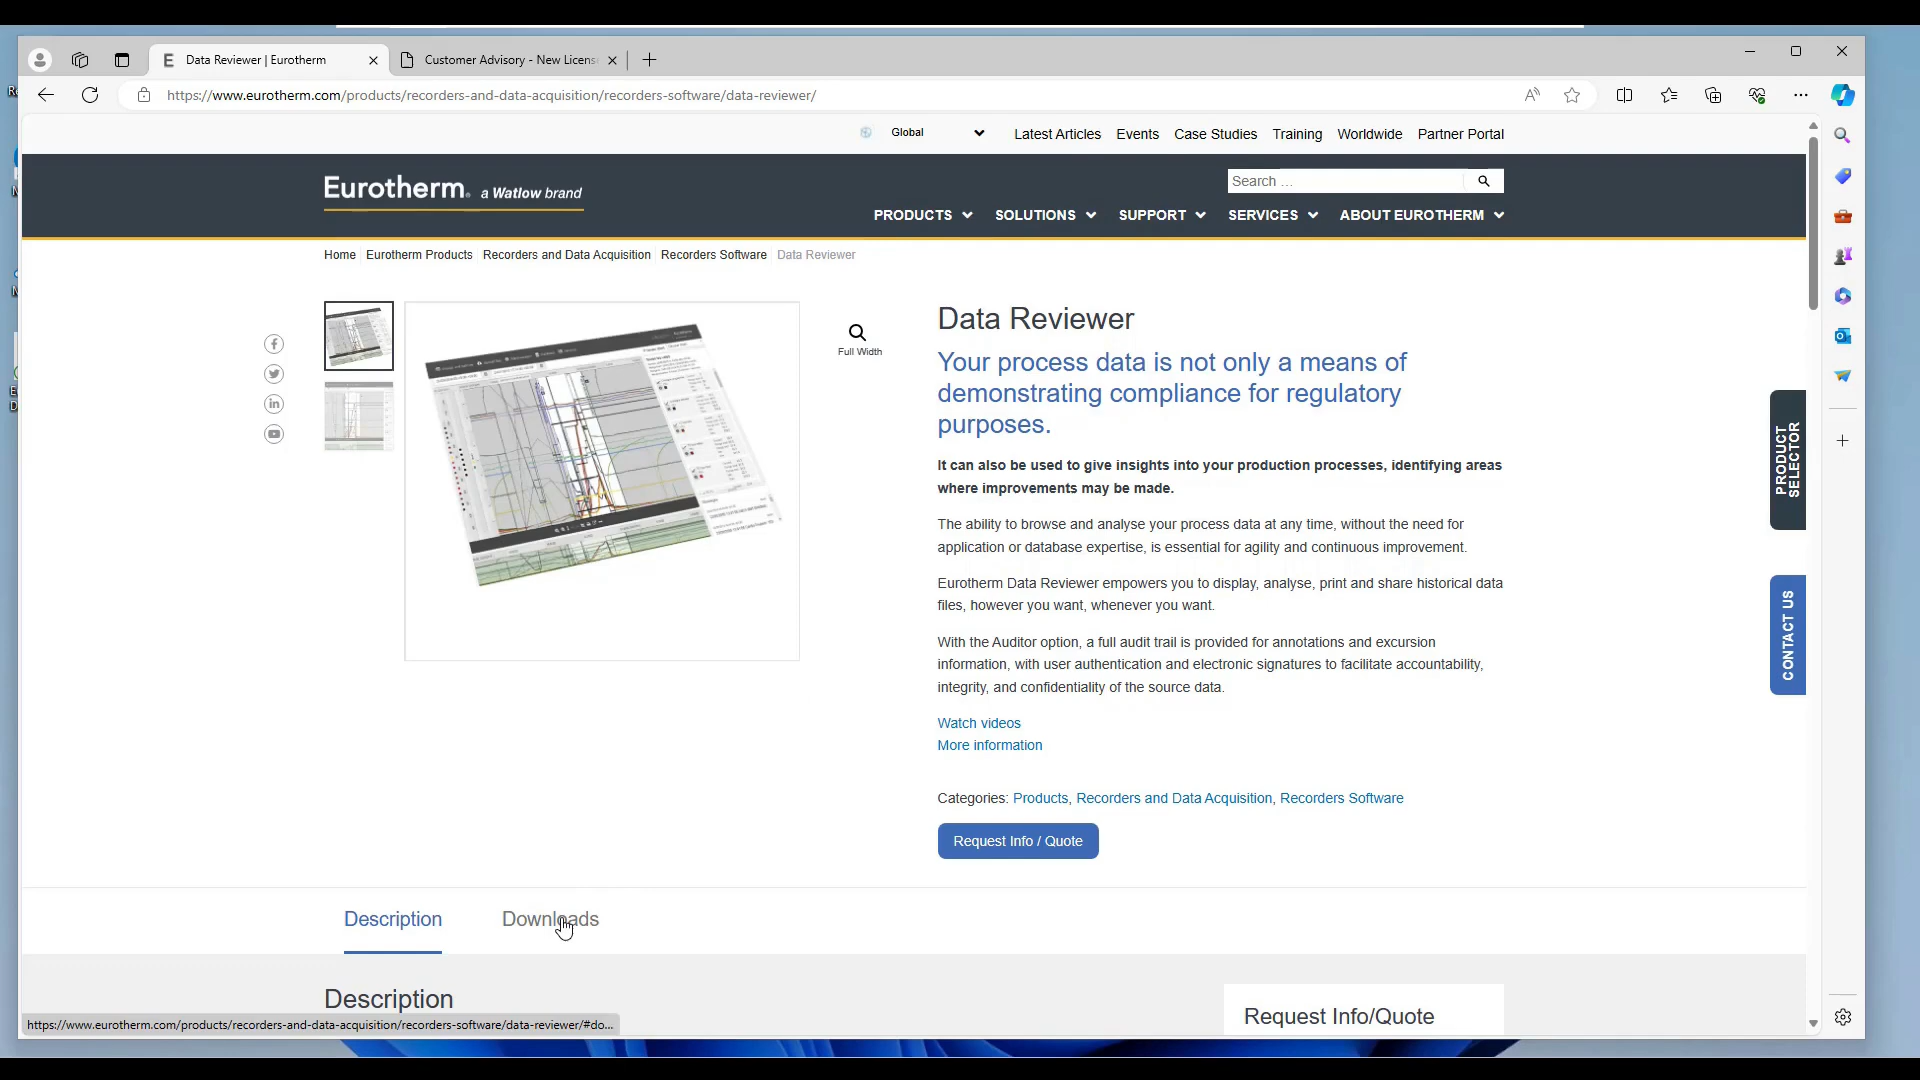 Data Reviewer | Eurotherm
Customer Advisory - New Licens
https://www.eurotherm.com/products/recorders-and-data-acquisition/recorders-software/data-reviewer/
Global
Latest Articles
Events
Case Studies
Training
Worldwide
Partner Portal
Eurotherm. a Watlow brand
Search ...
PRODUCTS
SOLUTIONS
SUPPORT
SERVICES
ABOUT EUROTHERM
Home
Eurotherm Products
Recorders and Data Acquisition
Recorders Software
Data Reviewer
Full Width
Data Reviewer
Your process data is not only a means of
demonstrating compliance for regulatory
purposes.
It can also be used to give insights into your production processes, identifying areas
where improvements may be made.
The ability to browse and analyse your process data at any time, without the need for
application or database expertise, is essential for agility and continuous improvement.
Eurotherm Data Reviewer empowers you to display, analyse, print and share historical data
files, however you want, whenever you want.
With the Auditor option, a full audit trail is provided for annotations and excursion
information, with user authentication and electronic signatures to facilitate accountability,
integrity, and confidentiality of the source data.
Watch videos
More information
Categories: Products, Recorders and Data Acquisition, Recorders Software
Request Info / Quote
PRODUCT
SELECTOR
CONTACT US
Description
Downloads
Description
Request Info/Quote
https://www.eurotherm.com/products/recorders-and-data-acquisition/recorders-software/data-reviewer/#do...